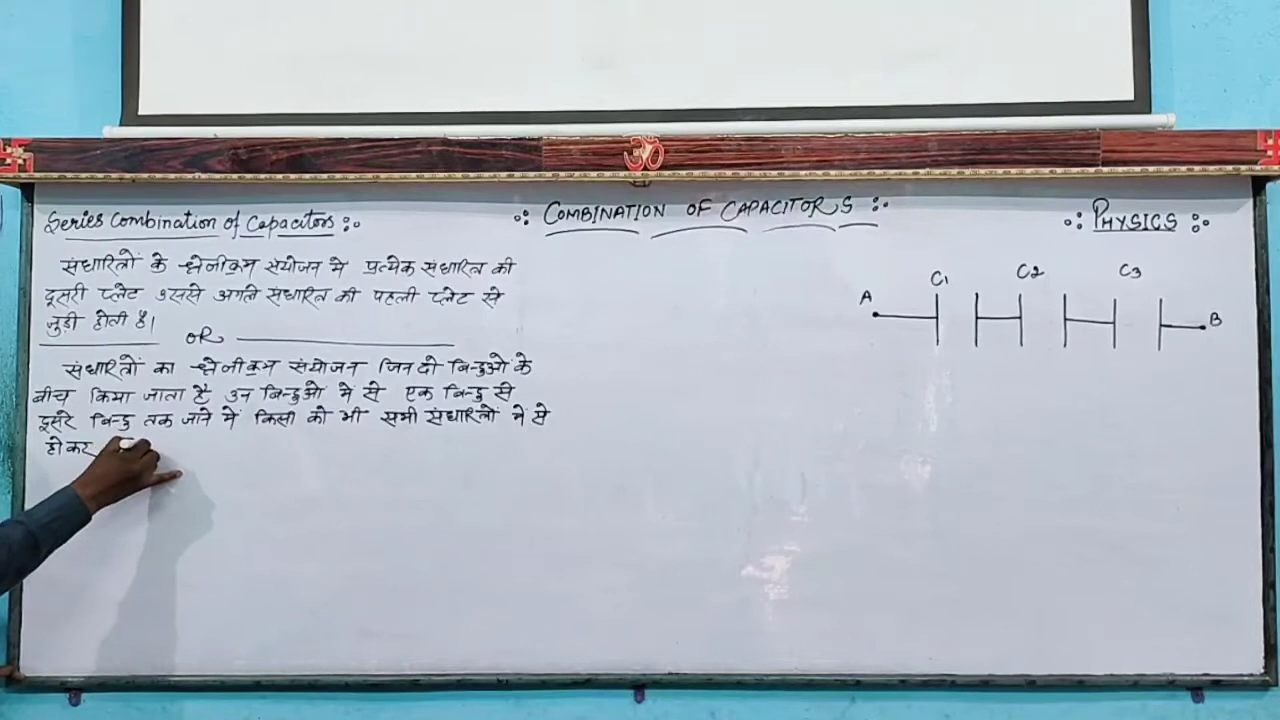 ॐ
Series Combination of Capacitors :॰
॰: COMBINATION OF CAPACITORS :॰
॰: PHYSICS :॰
संधारित्रों के श्रेनीक्रम संयोजन मे प्रत्येक संधारित्र की
दूसरी प्लेट उससे अगले संधारित्र की पहली प्लेट से
जुड़ी होती है।
OR
संधारित्रों का श्रेनीक्रम संयोजन जिन दो बिन्दुओं के
बीच किया जाता है उन बिन्दुओं में से एक बिन्दु से
दूसरे बिन्दु तक जाने में किसी को भी सभी संधारित्रों में से
होकर
C1 C2 C3
A B